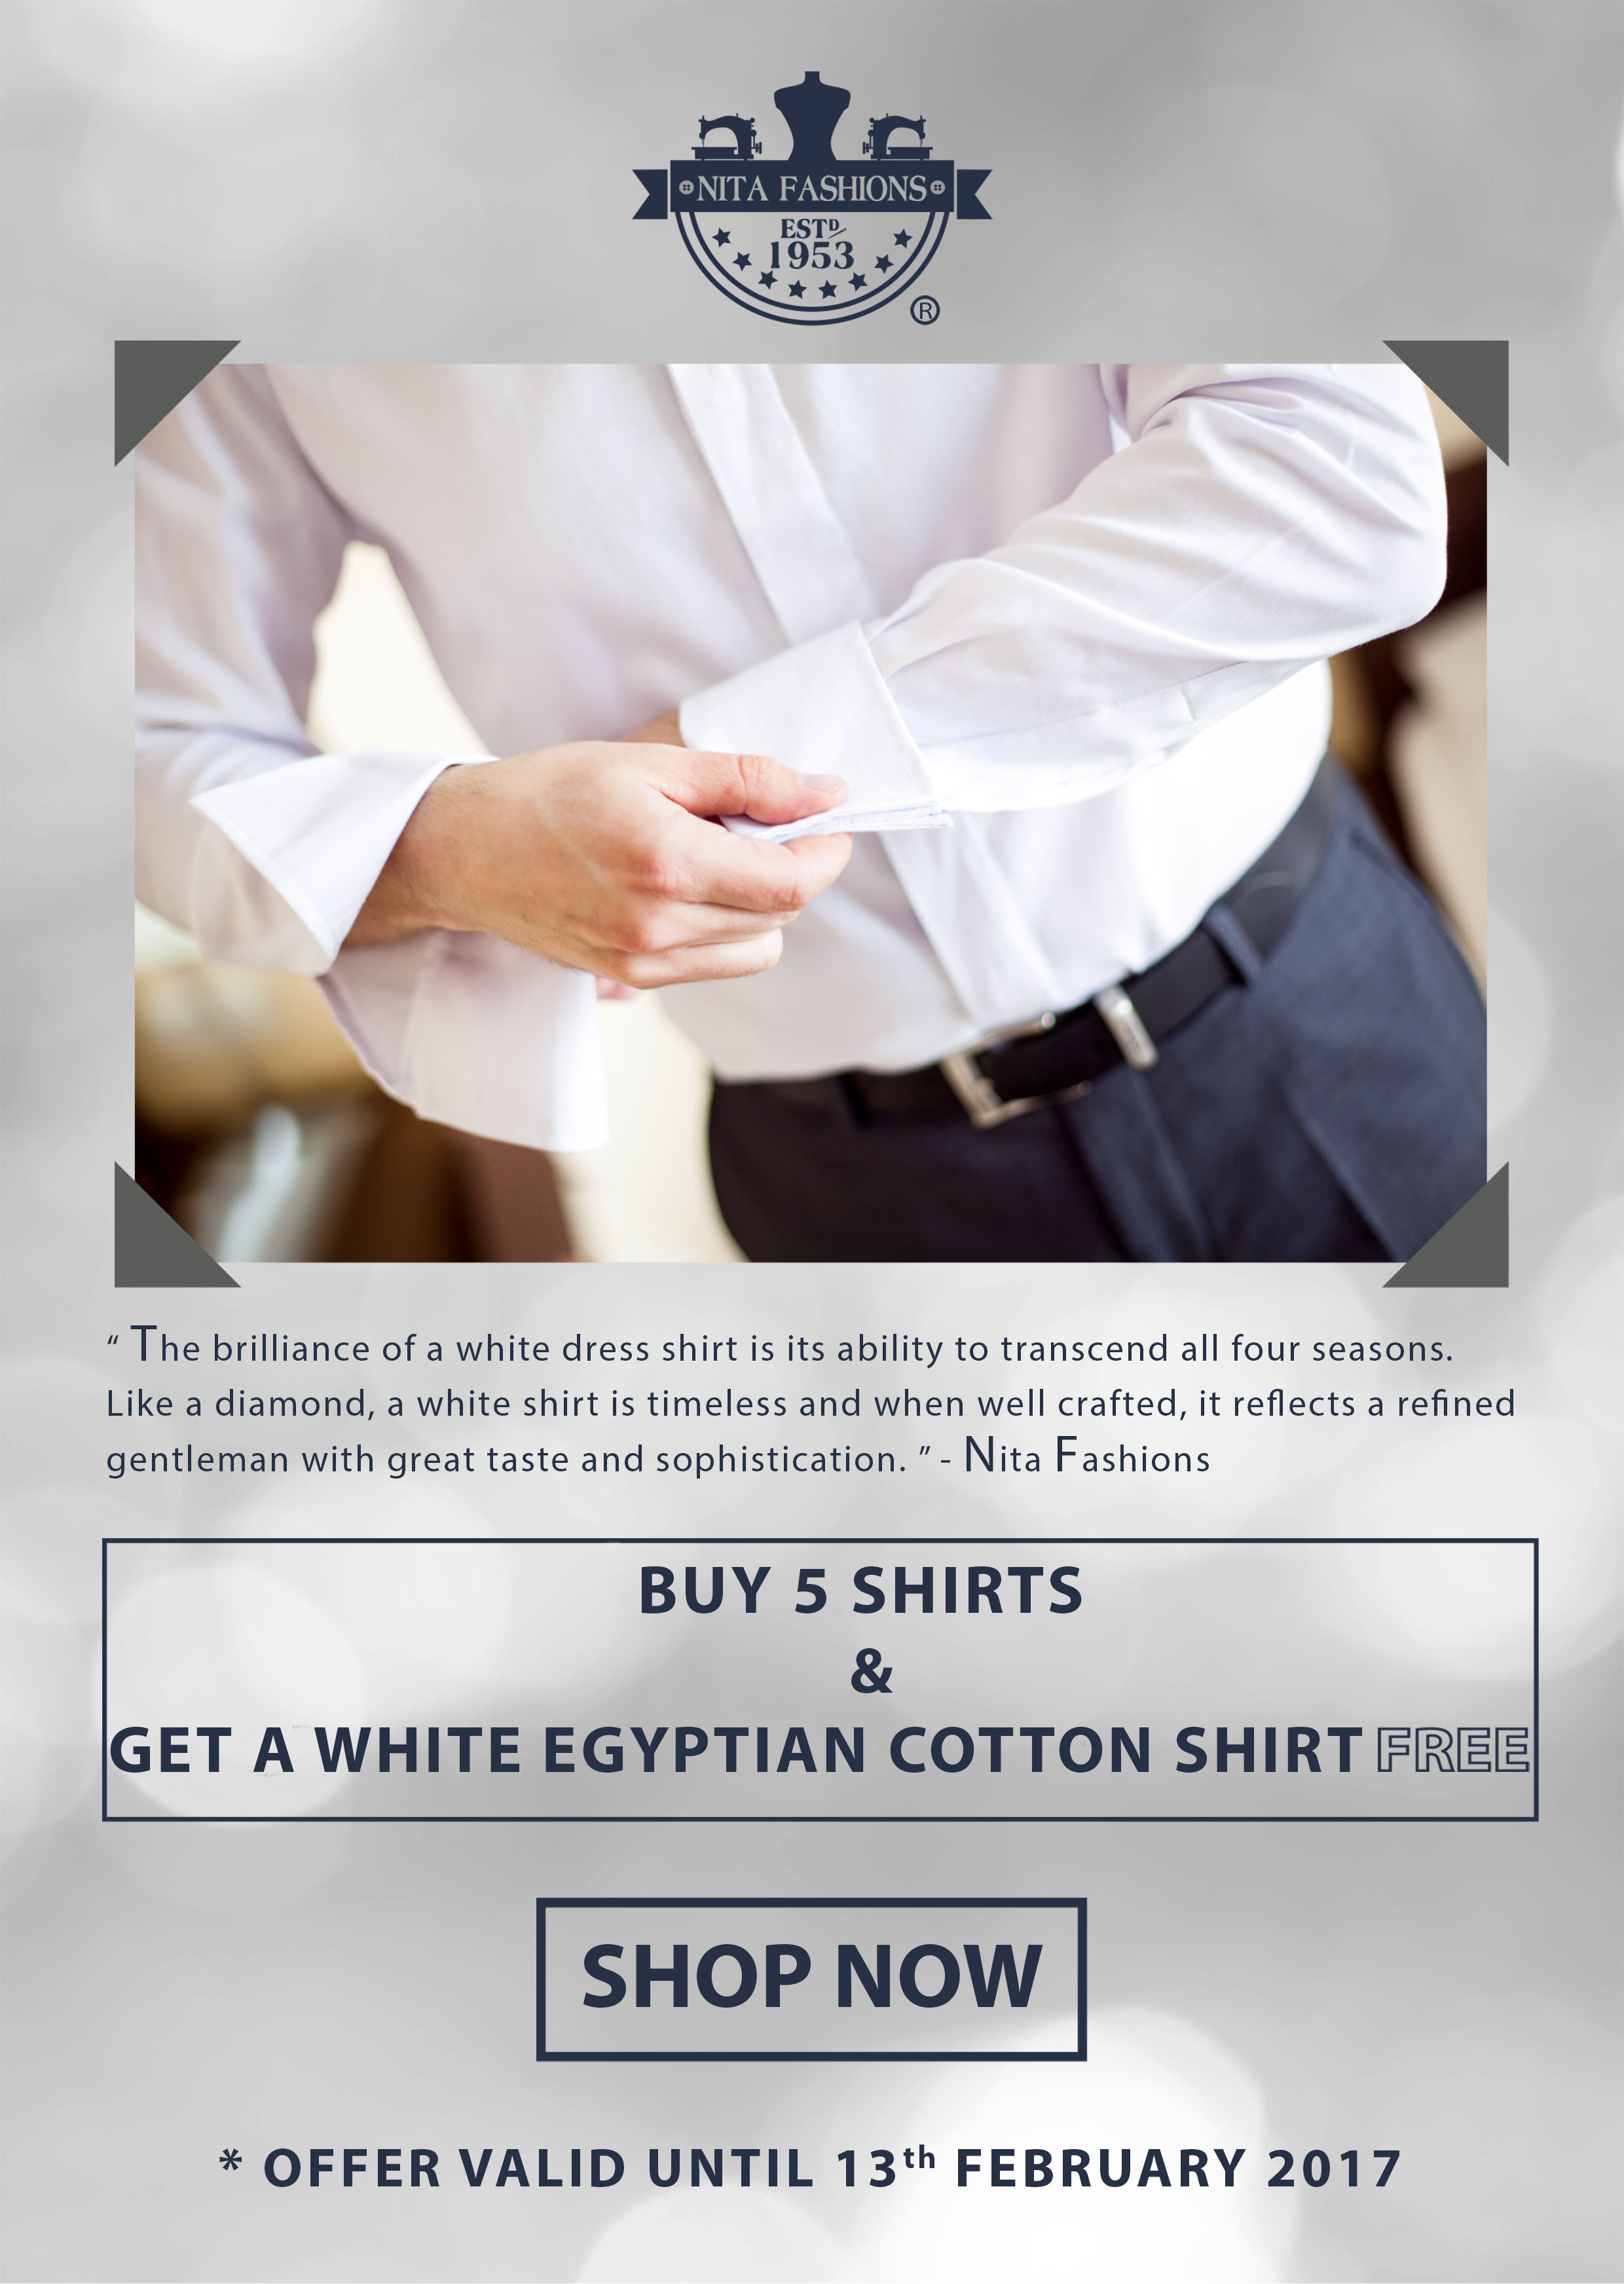 NITA FASHIONS
ESTD
1953
®
“ The brilliance of a white dress shirt is its ability to transcend all four seasons.
Like a diamond, a white shirt is timeless and when well crafted, it reflects a refined
gentleman with great taste and sophistication. ” - Nita Fashions
BUY 5 SHIRTS
&
GET A WHITE EGYPTIAN COTTON SHIRT FREE
SHOP NOW
* OFFER VALID UNTIL 13th FEBRUARY 2017